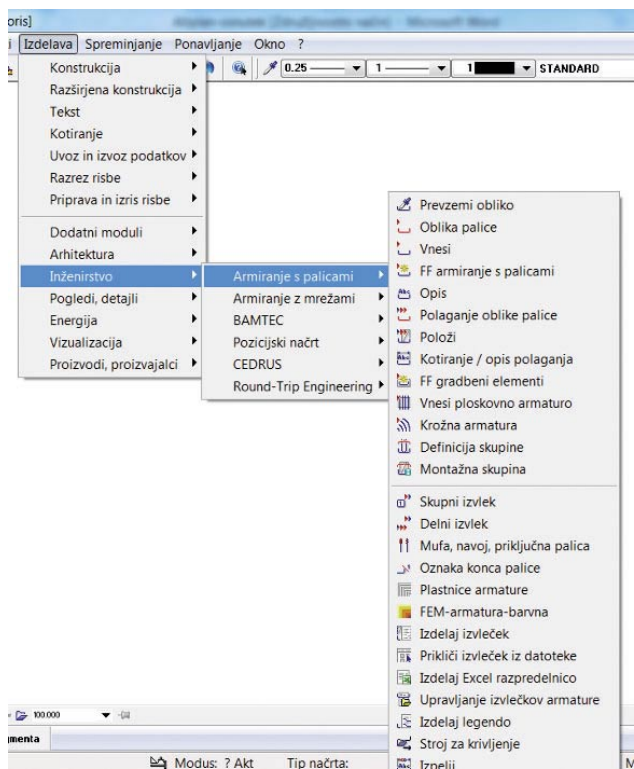 oris]
Izdelava Spreminjanje Ponavljanje Okno ?
0.25 1 1 STANDARD
Konstrukcija
Razširjena konstrukcija
Tekst
Kotiranje
Uvoz in izvoz podatkov
Razrez risbe
Priprava in izris risbe
Dodatni moduli
Arhitektura
Inženirstvo
Pogledi, detajli
Energija
Vizualizacija
Proizvodi, proizvajalci
Armiranje s palicami
Armiranje z mrežami
BAMTEC
Pozicijski načrt
CEDRUS
Round-Trip Engineering
Prevzemi obliko
Oblika palice
Vnesi
FF armiranje s palicami
Opis
Polaganje oblike palice
Položi
Kotiranje / opis polaganja
FF gradbeni elementi
Vnesi ploskovno armaturo
Krožna armatura
Definicija skupine
Montažna skupina
Skupni izvlek
Delni izvlek
Mufa, navoj, priključna palica
Oznaka konca palice
Plastnice armature
FEM-armatura-barvna
Izdelaj izvleček
Prikliči izvleček iz datoteke
Izdelaj Excel razpredelnico
Upravljanje izvlečkov armature
Izdelaj legendo
Stroj za krivljenje
Izpelji
100.000
gmenta
Modus: ? Akt Tip načrta: M